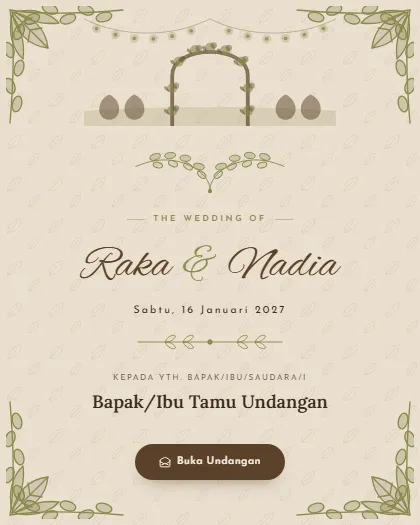 THE WEDDING OF
Raka & Nadia
Sabtu, 16 Januari 2027
KEPADA YTH. BAPAK/IBU/SAUDARA/I
Bapak/Ibu Tamu Undangan
Buka Undangan